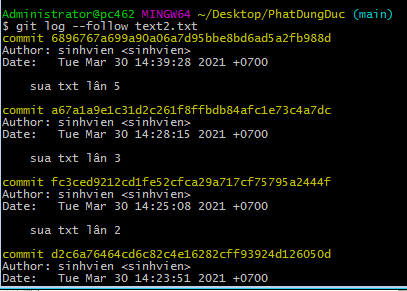 Administrator@pc462 MINGW64 ~/Desktop/PhatDungDuc (main)
$ git log --follow text2.txt
commit 6896767a699a90a06a7d95bbe8bd6ad5a2fb988d
Author: sinhvien <sinhvien>
Date:   Tue Mar 30 14:39:28 2021 +0700
sua txt lân 5
commit a67a1a9e1c31d2c261f8ffbdb84afc1e73c4a7dc
Author: sinhvien <sinhvien>
Date:   Tue Mar 30 14:28:15 2021 +0700
sua txt lân 3
commit fc3ced9212cd1fe52cfca29a717cf75795a2444f
Author: sinhvien <sinhvien>
Date:   Tue Mar 30 14:25:08 2021 +0700
sua txt lân 2
commit d2c6a76464cd6c82c4e16282cff93924d126050d
Author: sinhvien <sinhvien>
Date:   Tue Mar 30 14:23:51 2021 +0700